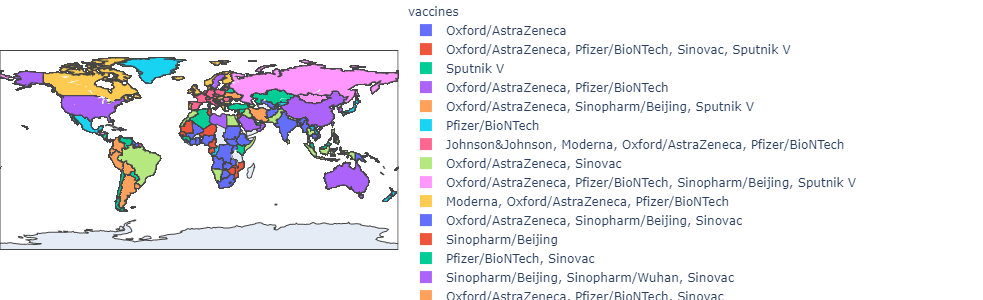 vaccines
Oxford/AstraZeneca
Oxford/AstraZeneca, Pfizer/BioNTech, Sinovac, Sputnik V
Sputnik V
Oxford/AstraZeneca, Pfizer/BioNTech
Oxford/AstraZeneca, Sinopharm/Beijing, Sputnik V
Pfizer/BioNTech
Johnson&Johnson, Moderna, Oxford/AstraZeneca, Pfizer/BioNTech
Oxford/AstraZeneca, Sinovac
Oxford/AstraZeneca, Pfizer/BioNTech, Sinopharm/Beijing, Sputnik V
Moderna, Oxford/AstraZeneca, Pfizer/BioNTech
Oxford/AstraZeneca, Sinopharm/Beijing, Sinovac
Sinopharm/Beijing
Pfizer/BioNTech, Sinovac
Sinopharm/Beijing, Sinopharm/Wuhan, Sinovac
Oxford/AstraZeneca, Pfizer/BioNTech, Sinovac